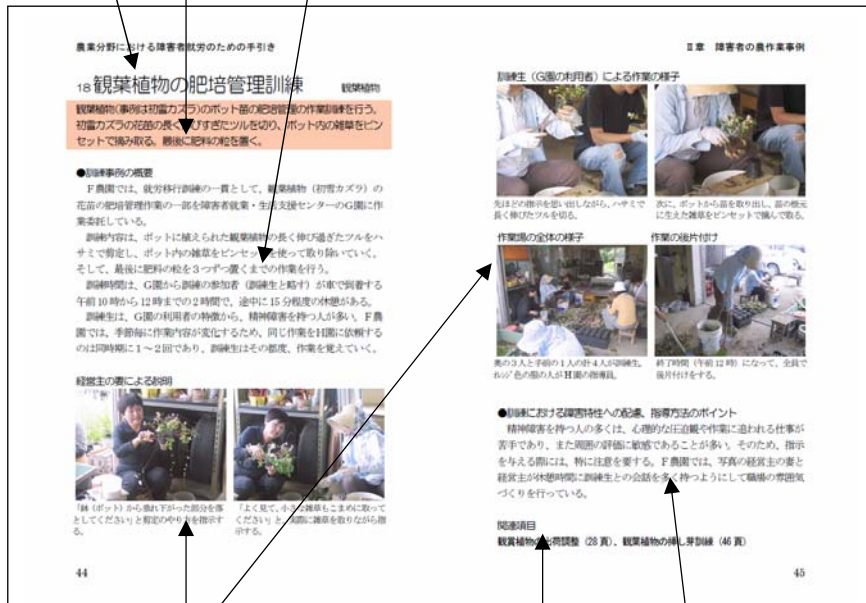 農業分野における障害者就労のための手引き
18 観葉植物の肥培管理訓練 観葉植物
観葉植物(事例は初雪カズラ)のポット苗の肥培管理の作業訓練を行う。
初雪カズラの花苗の長く伸びすぎたツルを切り、ポット内の雑草をピン
セットで摘み取る。最後に肥料の粒を置く。
●訓練事例の概要
F農園では、就労移行訓練の一貫として、観葉植物(初雪カズラ)の
花苗の肥培管理作業の一部を障害者就業・生活支援センターのG園に作
業委託している。
訓練内容は、ポットに植えられた観葉植物の長く伸び過ぎたツルをハ
サミで剪定し、ポット内の雑草をピンセットを使って取り除いていく。
そして、最後に肥料の粒を3つずつ置くまでの作業を行う。
訓練時間は、G園から訓練の参加者(訓練生と略す)が車で到着する
午前10時から12時までの2時間で、途中に15分程度の休憩がある。
訓練生は、G園の利用者の特徴から、精神障害を持つ人が多い。F農
園では、季節毎に作業内容が変化するため、同じ作業をH園に依頼する
のは同時期に1〜2回であり、訓練生はその都度、作業を覚えていく。
経営主の妻による説明
「鉢(ポット)から垂れ下がった部分を落
としてください」と剪定のやり方を指示す
る。
「よく見て、小さな雑草もこまめに取って
ください」と、実際に雑草を取りながら指
示する。
44
Ⅱ章 障害者の農作業事例
訓練生(G園の利用者)による作業の様子
先ほどの指示を思い出しながら、ハサミで
長く伸びたツルを切る。
次に、ポットから苗を取り出し、苗の根元
に生えた雑草をピンセットで摘んで取る。
作業場の全体の様子
作業の後片付け
奥の3人と手前の1人の計4人が訓練生。
オレンジ色の服の人がH園の指導員。
終了時間(午前12時)になって、全員で
後片付けをする。
●訓練における障害特性への配慮、指導方法のポイント
精神障害を持つ人の多くは、心理的な圧迫観や作業に追われる仕事が
苦手であり、また周囲の評価に敏感であることが多い。そのため、指示
を与える際には、特に注意を要する。F農園では、写真の経営主の妻と
経営主が休憩時間に訓練生との会話を多く持つようにして職場の雰囲気
づくりを行っている。
関連項目
観賞植物の出荷調整(28頁)、観葉植物の挿し芽訓練(46頁)
45